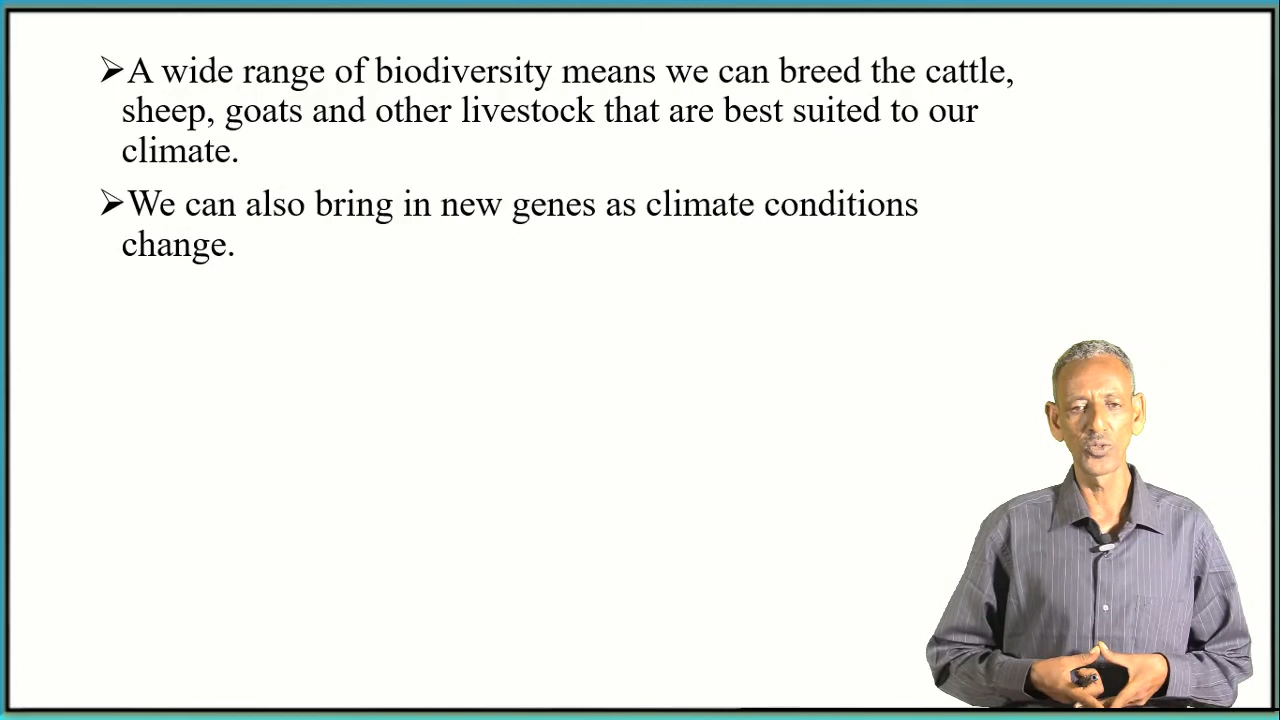 ➢A wide range of biodiversity means we can breed the cattle,
sheep, goats and other livestock that are best suited to our
climate.
➢We can also bring in new genes as climate conditions
change.